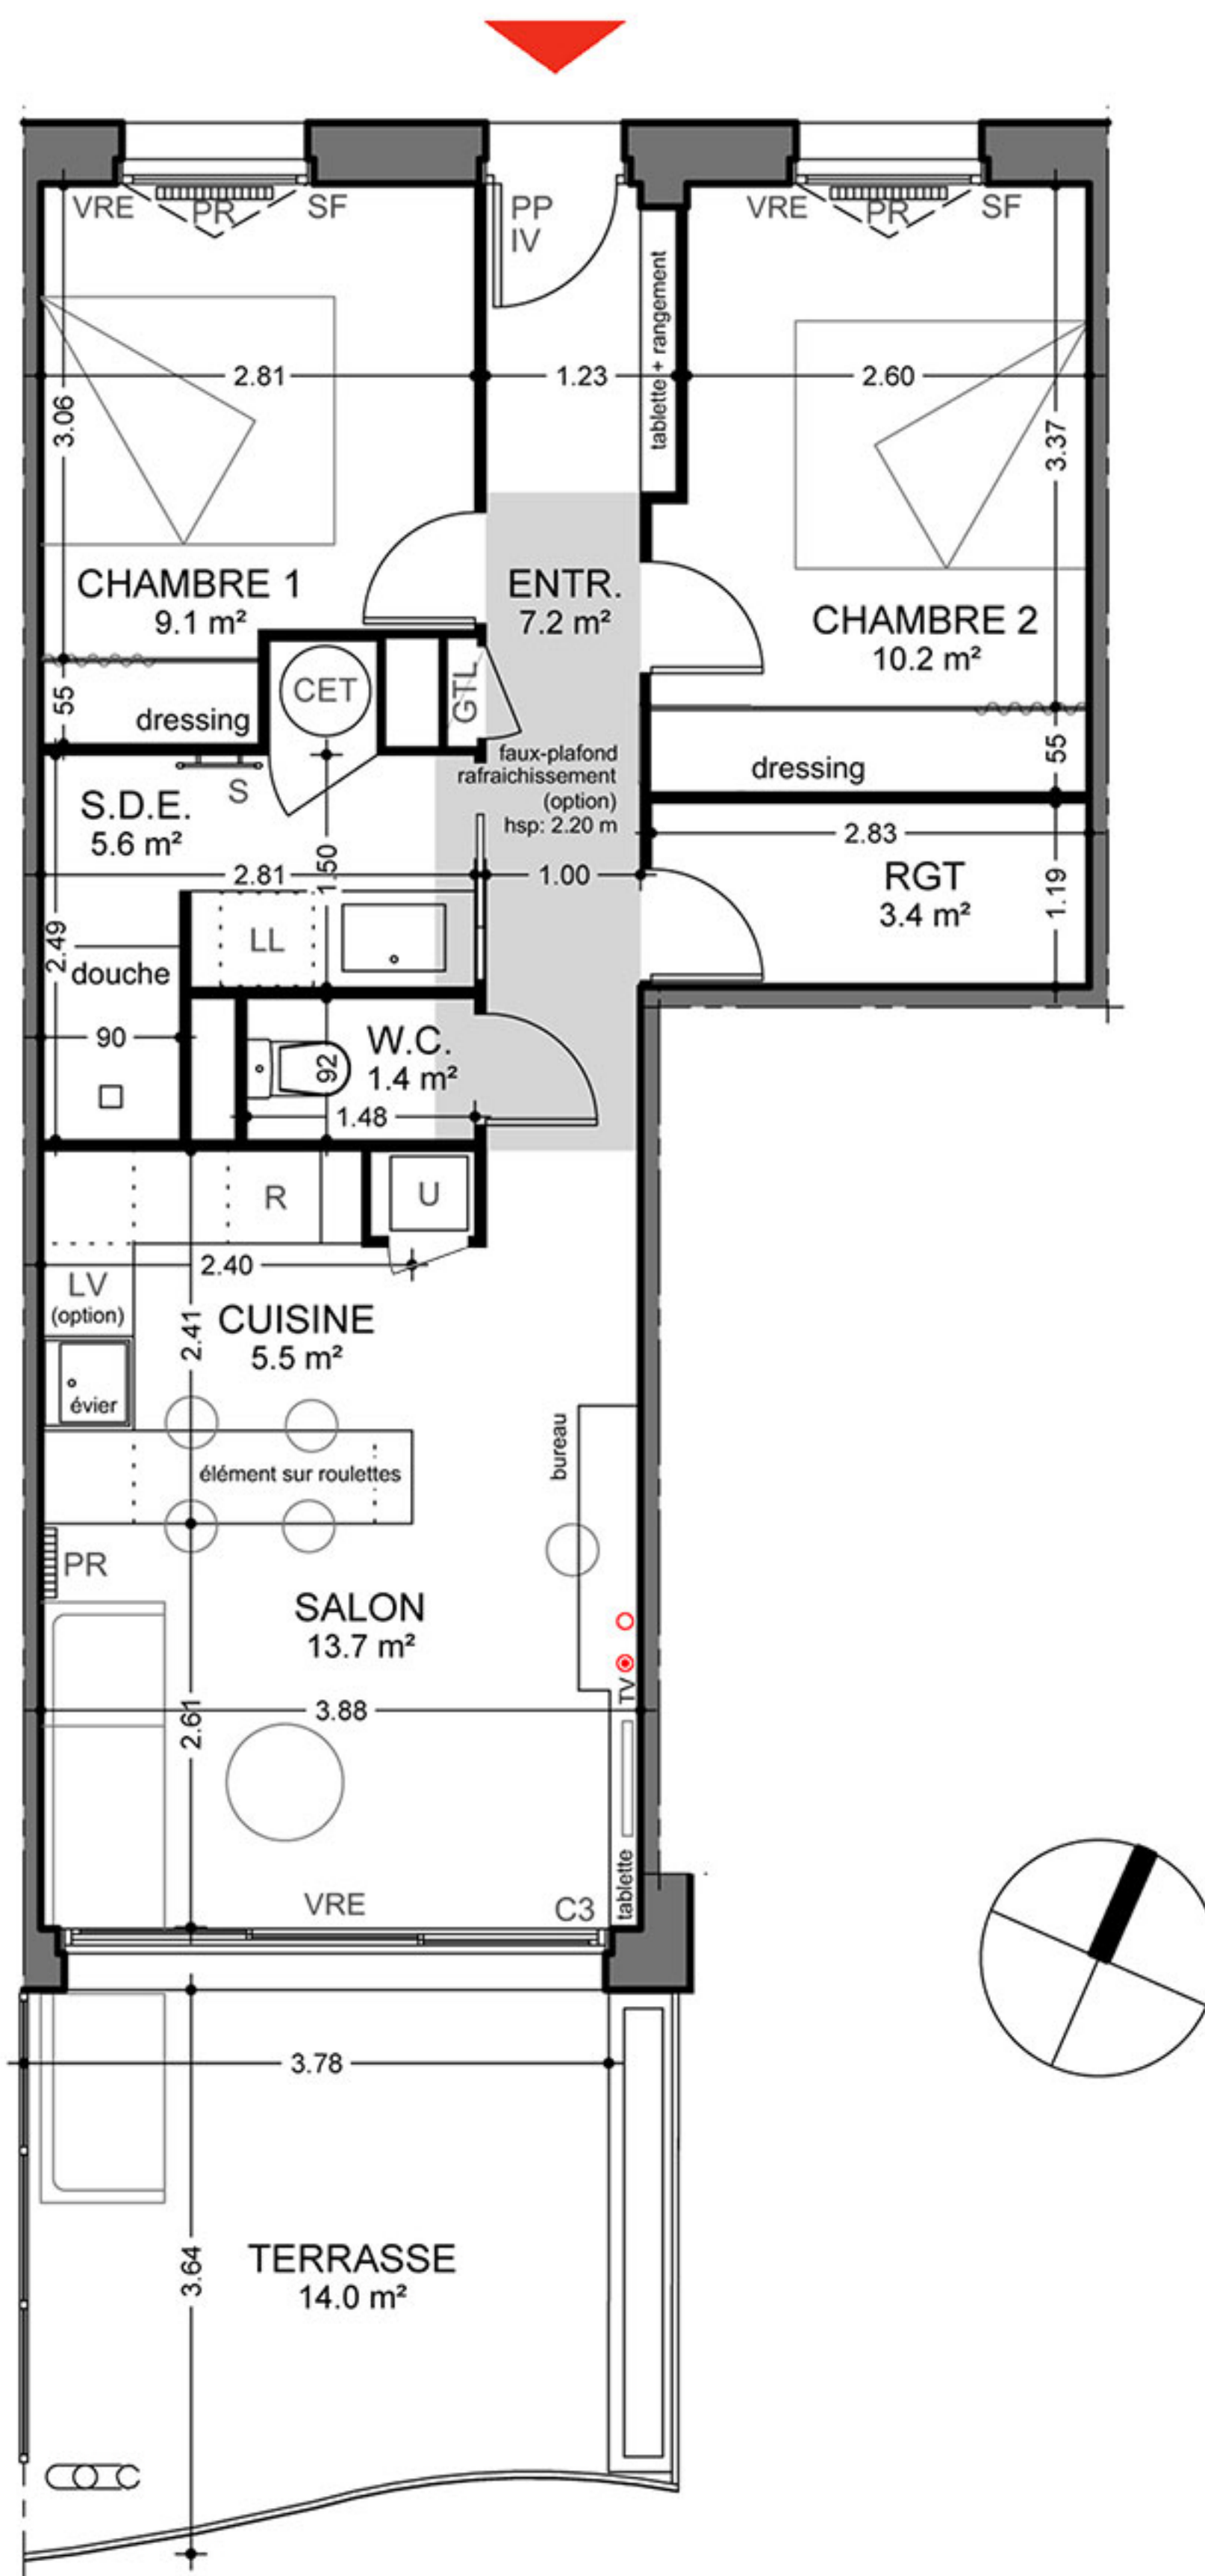 VRE
PR
SF
PP
IV
tablette + rangement
VRE
PR
SF
2.81
1.23
2.60
3.06
3.37
CHAMBRE 1
9.1 m²
ENTR.
7.2 m²
CHAMBRE 2
10.2 m²
55
dressing
CET
GTL
faux-plafond
rafraichissement
(option)
hsp: 2.20 m
dressing
55
S
S.D.E.
5.6 m²
2.81
1.50
1.00
2.83
RGT
3.4 m²
1.19
2.49
LL
douche
90
W.C.
1.4 m²
92
1.48
R
U
2.40
LV
(option)
CUISINE
5.5 m²
2.41
évier
élément sur roulettes
bureau
PR
SALON
13.7 m²
TV
3.88
2.61
VRE
C3
tablette
3.78
TERRASSE
14.0 m²
3.64